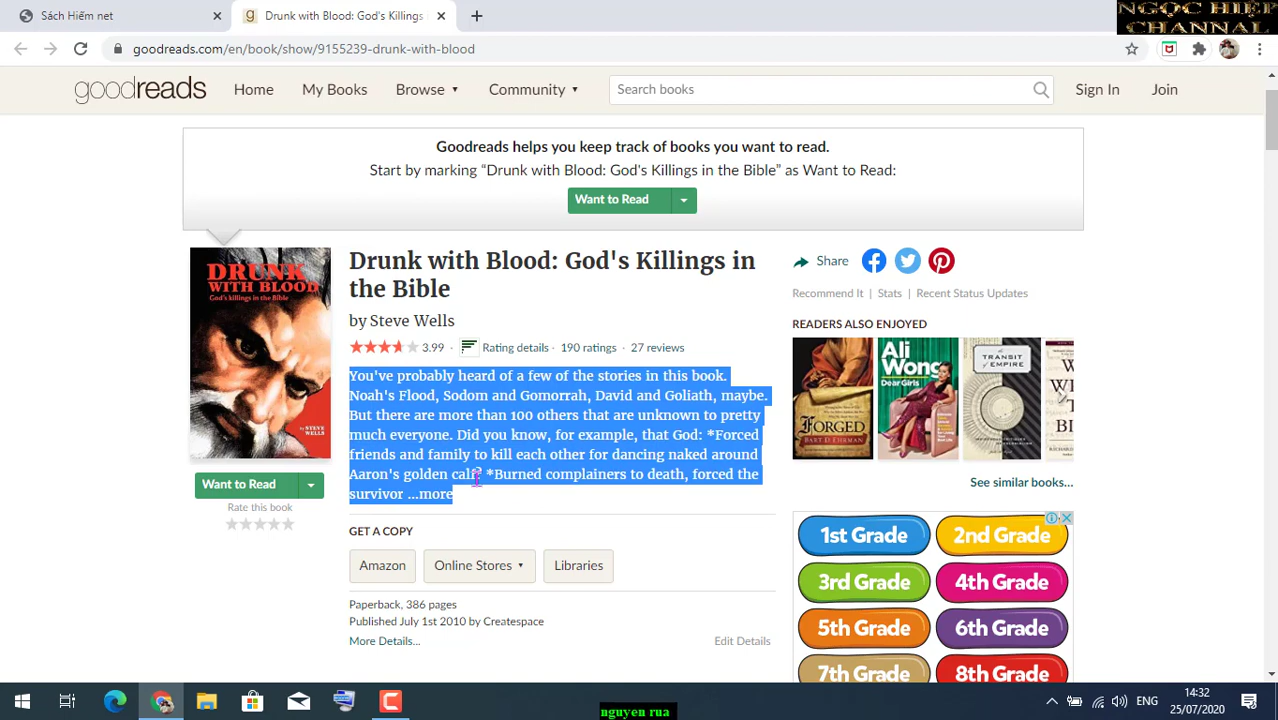 Sách Hiếm net
Drunk with Blood: God's Killings
goodreads.com/en/book/show/9155239-drunk-with-blood
NGỌC HIỆP
CHANNAL
goodreads
Home
My Books
Browse
Community
Search books
Sign In
Join
Goodreads helps you keep track of books you want to read.
Start by marking “Drunk with Blood: God's Killings in the Bible” as Want to Read:
Want to Read
DRUNK
WITH BLOOD
God's killings in the Bible
STEVE
WELLS
Want to Read
Rate this book
Drunk with Blood: God's Killings in
the Bible
by Steve Wells
3.99 · Rating details · 190 ratings · 27 reviews
You've probably heard of a few of the stories in this book.
Noah's Flood, Sodom and Gomorrah, David and Goliath, maybe.
But there are more than 100 others that are unknown to pretty
much everyone. Did you know, for example, that God: *Forced
friends and family to kill each other for dancing naked around
Aaron's golden calf? *Burned complainers to death, forced the
survivor ...more
GET A COPY
Amazon
Online Stores
Libraries
Paperback, 386 pages
Published July 1st 2010 by Createspace
More Details...
Edit Details
Share
Recommend It | Stats | Recent Status Updates
READERS ALSO ENJOYED
FORGED
BART D. EHRMAN
Ali
Wong
Dear Girls
TRANSIT
of EMPIRE
See similar books…
1st Grade
2nd Grade
3rd Grade
4th Grade
5th Grade
6th Grade
7th Grade
8th Grade
ENG
14:32
25/07/2020
nguyen rua